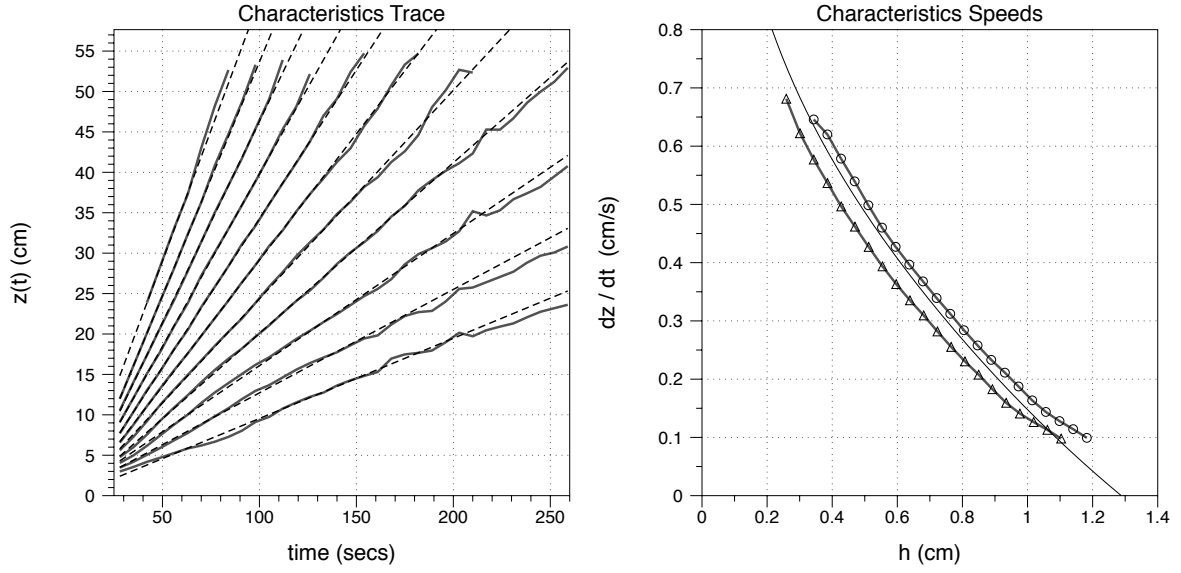 Characteristics Trace
55
50
45
40
35
30
25
20
15
10
5
0
z(t) (cm)
50 100 150 200 250
time (secs)
Characteristics Speeds
0.8
0.7
0.6
0.5
0.4
0.3
0.2
0.1
0
dz / dt (cm/s)
0 0.2 0.4 0.6 0.8 1 1.2 1.4
h (cm)